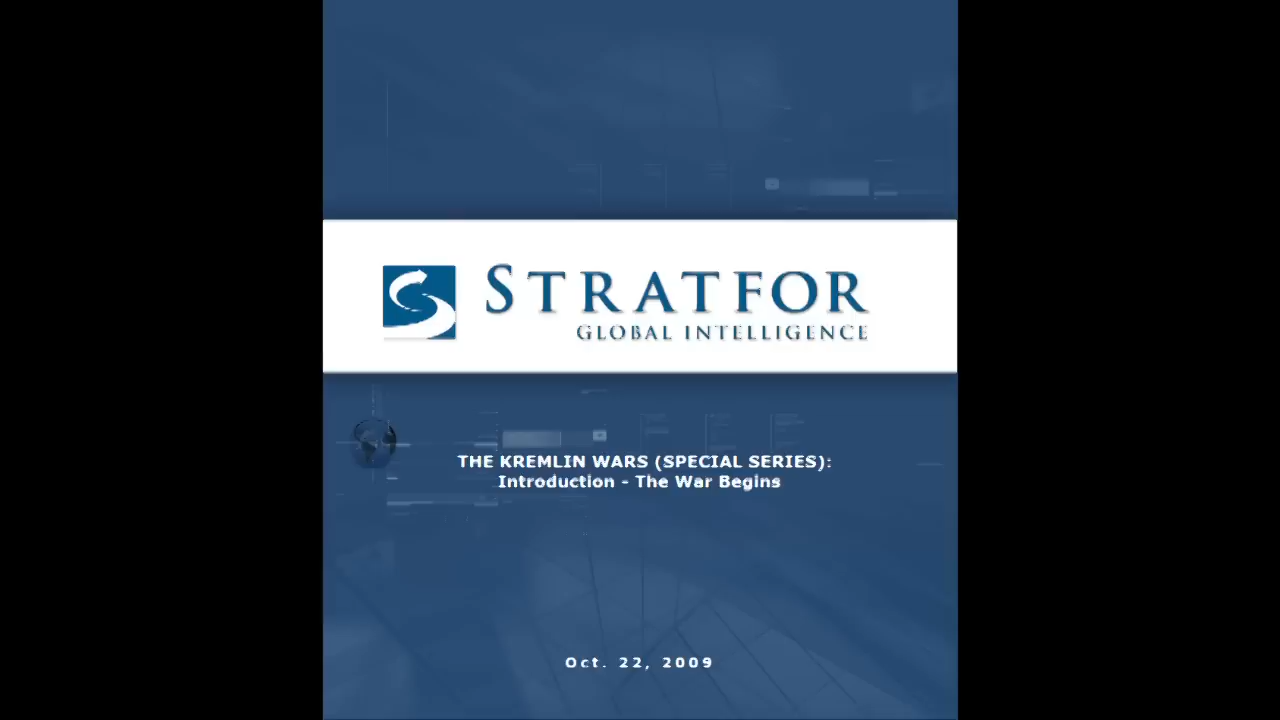 STRATFOR
GLOBAL INTELLIGENCE
THE KREMLIN WARS (SPECIAL SERIES):
Introduction - The War Begins
Oct. 22, 2009